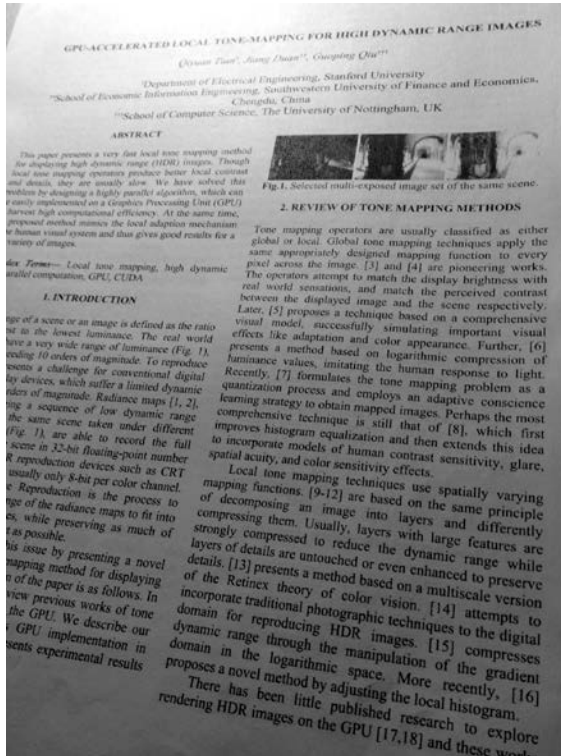 GPU-ACCELERATED LOCAL TONE-MAPPING FOR HIGH DYNAMIC RANGE IMAGES
Qiyuan Tian*, Jiang Duan**, Guoping Qiu***
*Department of Electrical Engineering, Stanford University
**School of Economic Information Engineering, Southwestern University of Finance and Economics,
Chengdu, China
***School of Computer Science, The University of Nottingham, UK
ABSTRACT
This paper presents a very fast local tone mapping method
for displaying high dynamic range (HDR) images. Though
local tone mapping operators produce better local contrast
and details, they are usually slow. We have solved this
problem by designing a highly parallel algorithm, which can
easily implemented on a Graphics Processing Unit (GPU)
harvest high computational efficiency. At the same time,
proposed method mimics the local adaption mechanism
human visual system and thus gives good results for a
variety of images.
Terms— Local tone mapping, high dynamic
parallel computation, GPU, CUDA
1. INTRODUCTION
of a scene or an image is defined as the ratio
to the lowest luminance. The real world
have a very wide range of luminance (Fig. 1),
10 orders of magnitude. To reproduce
a challenge for conventional digital
devices, which suffer a limited dynamic
of magnitude. Radiance maps [1, 2],
a sequence of low dynamic range
the same scene taken under different
(Fig. 1), are able to record the full
scene in 32-bit floating-point number
reproduction devices such as CRT
usually only 8-bit per color channel.
Reproduction is the process to
of the radiance maps to fit into
while preserving as much of
as possible.
this issue by presenting a novel
mapping method for displaying
of the paper is as follows. In
view previous works of tone
the GPU. We describe our
GPU implementation in
experimental results
Fig.1. Selected multi-exposed image set of the same scene.
2. REVIEW OF TONE MAPPING METHODS
Tone mapping operators are usually classified as either
global or local. Global tone mapping techniques apply the
same appropriately designed mapping function to every
pixel across the image. [3] and [4] are pioneering works.
The operators attempt to match the display brightness with
real world sensations, and match the perceived contrast
between the displayed image and the scene respectively.
Later, [5] proposes a technique based on a comprehensive
visual model, successfully simulating important visual
effects like adaptation and color appearance. Further, [6]
presents a method based on logarithmic compression of
luminance values, imitating the human response to light.
Recently, [7] formulates the tone mapping problem as a
quantization process and employs an adaptive conscience
learning strategy to obtain mapped images. Perhaps the most
comprehensive technique is still that of [8], which first
improves histogram equalization and then extends this idea
to incorporate models of human contrast sensitivity, glare,
spatial acuity, and color sensitivity effects.
Local tone mapping techniques use spatially varying
mapping functions. [9-12] are based on the same principle
of decomposing an image into layers and differently
compressing them. Usually, layers with large features are
strongly compressed to reduce the dynamic range while
layers of details are untouched or even enhanced to preserve
details. [13] presents a method based on a multiscale version
of the Retinex theory of color vision. [14] attempts to
incorporate traditional photographic techniques to the digital
domain for reproducing HDR images. [15] compresses
dynamic range through the manipulation of the gradient
domain in the logarithmic space. More recently, [16]
proposes a novel method by adjusting the local histogram.
There has been little published research to explore
rendering HDR images on the GPU [17,18] and these